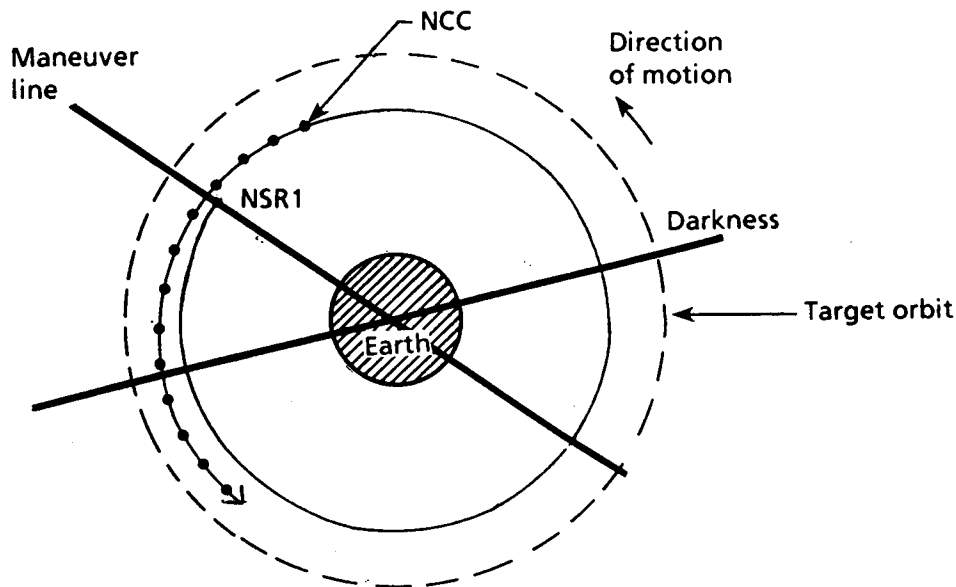 NCC
Maneuver
line
Direction
of motion
NSR1
Darkness
Target orbit
Earth